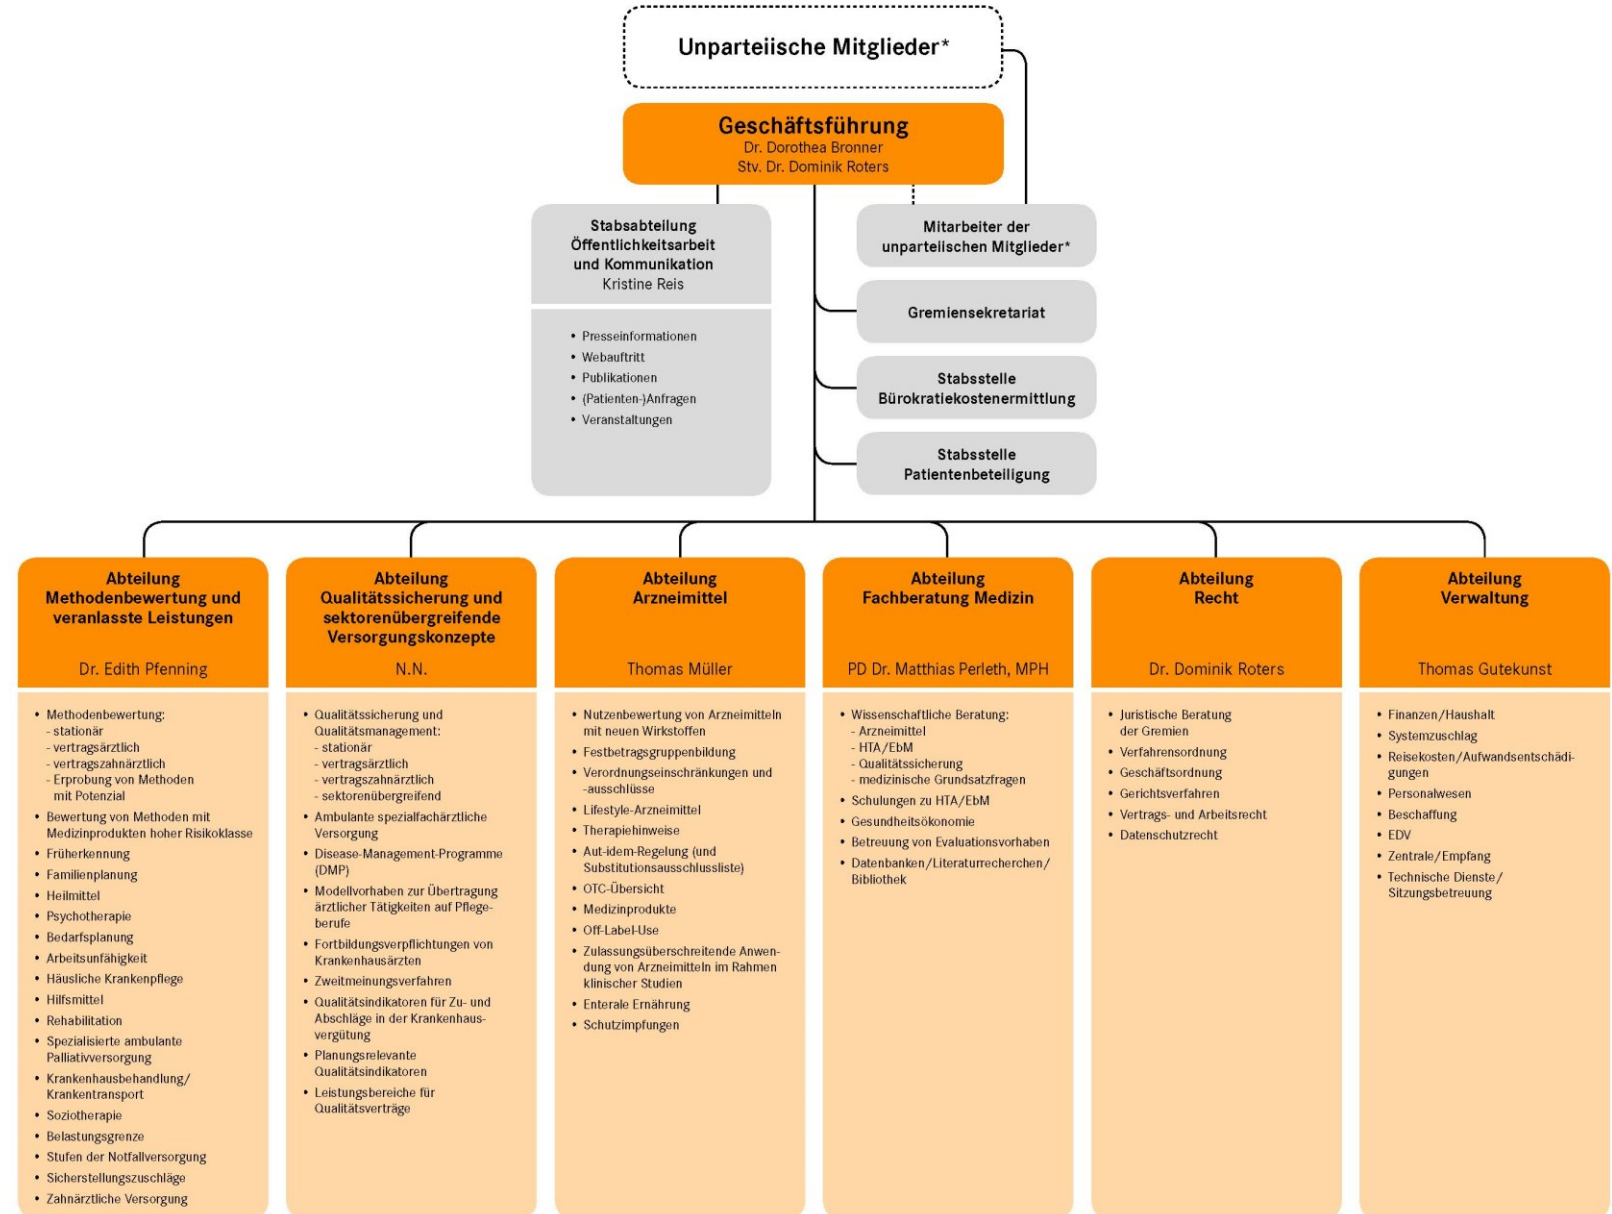 Unparteiische Mitglieder*
Geschäftsführung
Dr. Dorothea Bronner
Stv. Dr. Dominik Roters
Stabsabteilung
Öffentlichkeitsarbeit
und Kommunikation
Kristine Reis
• Presseinformationen
• Webauftritt
• Publikationen
• (Patienten-)Anfragen
• Veranstaltungen
Mitarbeiter der
unparteiischen Mitglieder*
Gremiensekretariat
Stabsstelle
Bürokratiekostenermittlung
Stabsstelle
Patientenbeteiligung
Abteilung
Methodenbewertung und
veranlasste Leistungen
Dr. Edith Pfenning
• Methodenbewertung:
- stationär
- vertragsärztlich
- vertragszahnärztlich
- Erprobung von Methoden
mit Potenzial
• Bewertung von Methoden mit
Medizinprodukten hoher Risikoklasse
• Früherkennung
• Familienplanung
• Heilmittel
• Psychotherapie
• Bedarfsplanung
• Arbeitsunfähigkeit
• Häusliche Krankenpflege
• Hilfsmittel
• Rehabilitation
• Spezialisierte ambulante
Palliativversorgung
• Krankenhausbehandlung/
Krankentransport
• Soziotherapie
• Belastungsgrenze
• Stufen der Notfallversorgung
• Sicherstellungszuschläge
• Zahnärztliche Versorgung
Abteilung
Qualitätssicherung und
sektorenübergreifende
Versorgungskonzepte
N.N.
• Qualitätssicherung und
Qualitätsmanagement:
- stationär
- vertragsärztlich
- vertragszahnärztlich
- sektorenübergreifend
• Ambulante spezialfachärztliche
Versorgung
• Disease-Management-Programme
(DMP)
• Modellvorhaben zur Übertragung
ärztlicher Tätigkeiten auf Pflege-
berufe
• Fortbildungsverpflichtungen von
Krankenhausärzten
• Zweitmeinungsverfahren
• Qualitätsindikatoren für Zu- und
Abschläge in der Krankenhaus-
vergütung
• Planungsrelevante
Qualitätsindikatoren
• Leistungsbereiche für
Qualitätsverträge
Abteilung
Arzneimittel
Thomas Müller
• Nutzenbewertung von Arzneimitteln
mit neuen Wirkstoffen
• Festbetragsgruppenbildung
• Verordnungseinschränkungen und
-ausschlüsse
• Lifestyle-Arzneimittel
• Therapiehinweise
• Aut-idem-Regelung (und
Substitutionsausschlussliste)
• OTC-Übersicht
• Medizinprodukte
• Off-Label-Use
• Zulassungsüberschreitende Anwen-
dung von Arzneimitteln im Rahmen
klinischer Studien
• Enterale Ernährung
• Schutzimpfungen
Abteilung
Fachberatung Medizin
PD Dr. Matthias Perleth, MPH
• Wissenschaftliche Beratung:
- Arzneimittel
- HTA/EbM
- Qualitätssicherung
- medizinische Grundsatzfragen
• Schulungen zu HTA/EbM
• Gesundheitsökonomie
• Betreuung von Evaluationsvorhaben
• Datenbanken/Literaturrecherchen/
Bibliothek
Abteilung
Recht
Dr. Dominik Roters
• Juristische Beratung
der Gremien
• Verfahrensordnung
• Geschäftsordnung
• Gerichtsverfahren
• Vertrags- und Arbeitsrecht
• Datenschutzrecht
Abteilung
Verwaltung
Thomas Gutekunst
• Finanzen/Haushalt
• Systemzuschlag
• Reisekosten/Aufwandsentschädi-
gungen
• Personalwesen
• Beschaffung
• EDV
• Zentrale/Empfang
• Technische Dienste/
Sitzungsbetreuung